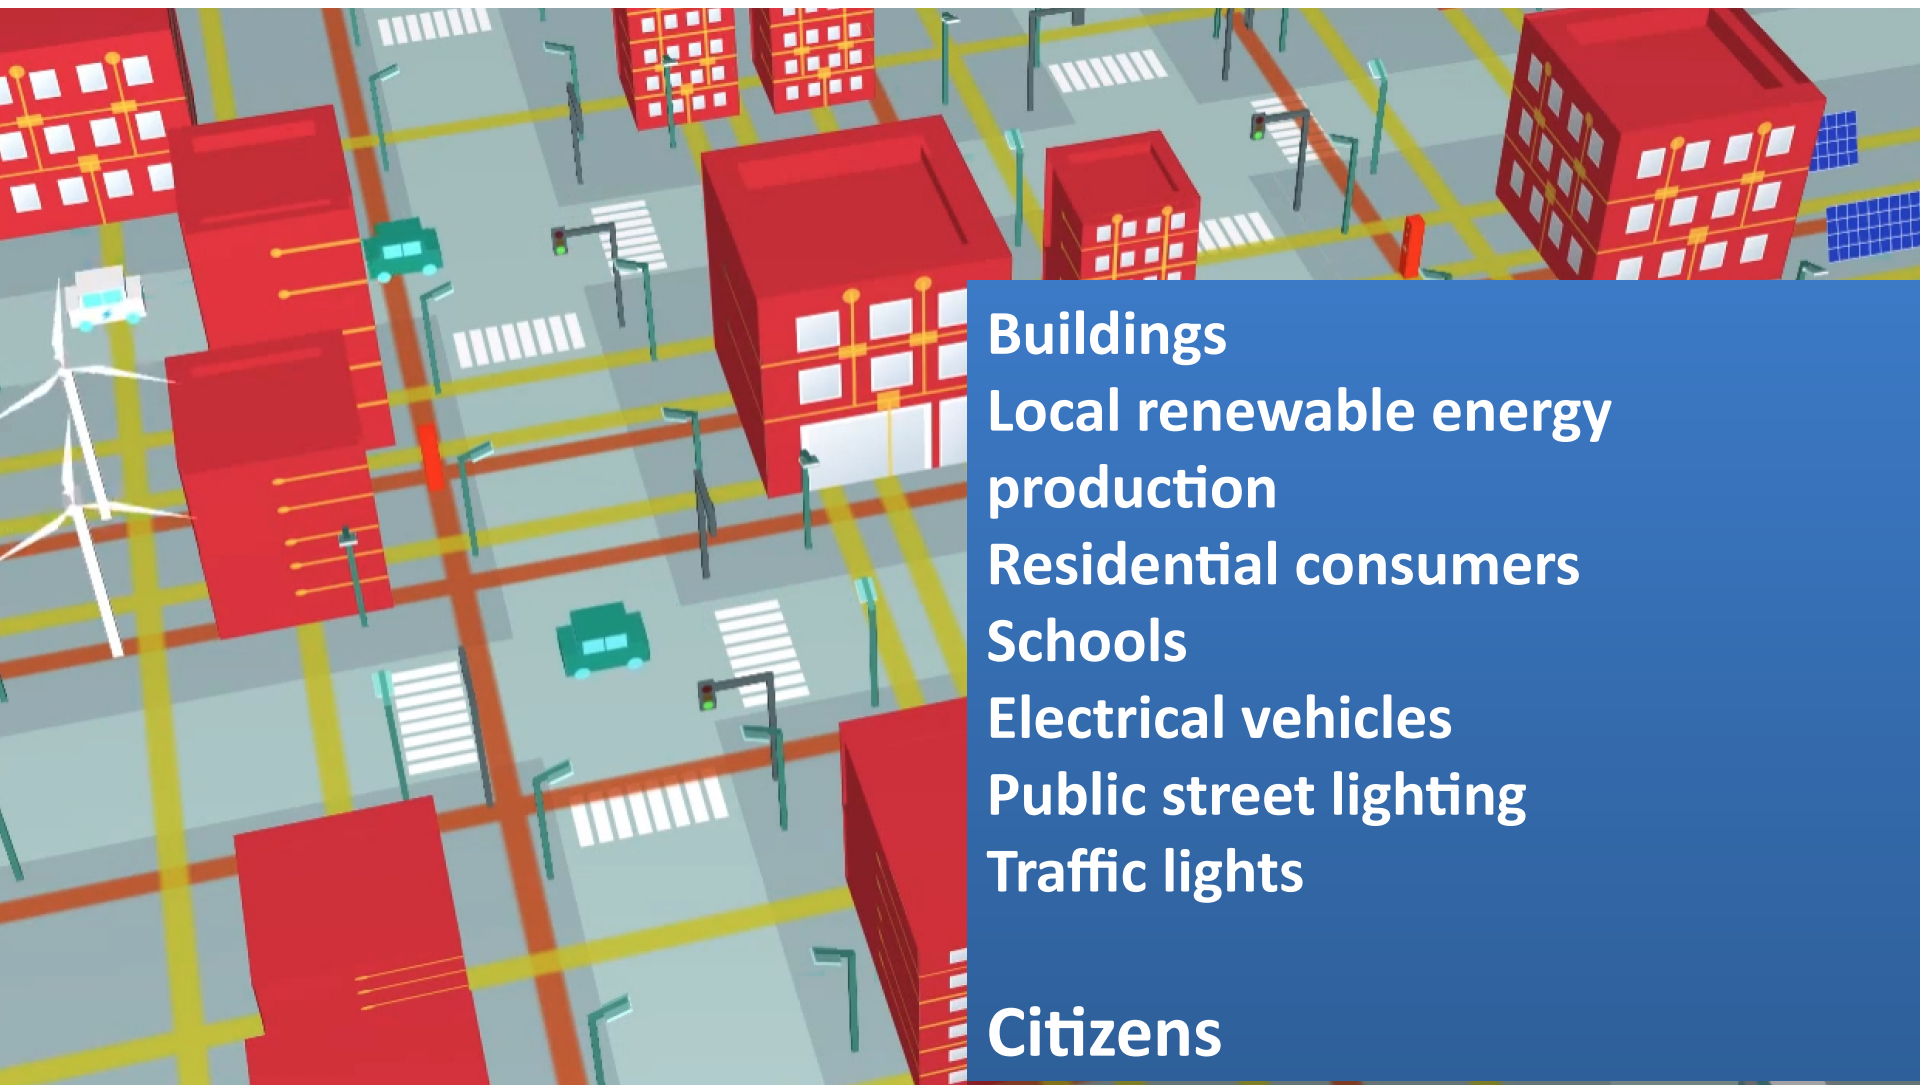 Buildings
Local renewable energy
production
Residential consumers
Schools
Electrical vehicles
Public street lighting
Traffic lights
Citizens